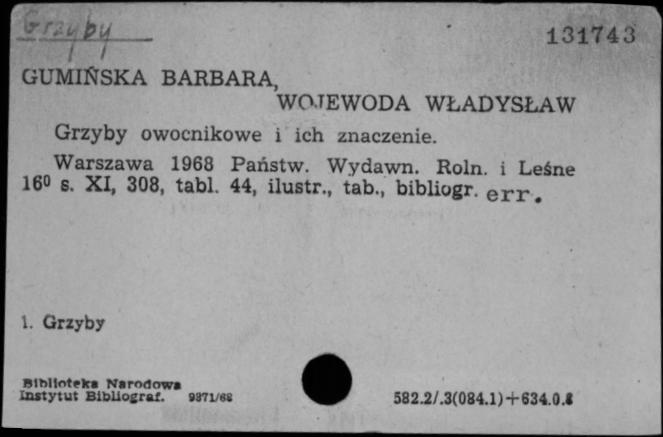 Grzyby
131743
GUMIŃSKA BARBARA,
WOJEWODA WŁADYSŁAW
Grzyby owocnikowe i ich znaczenie.
Warszawa 1968 Państw. Wydawn. Roln. i Leśne
16⁰ s. XI, 308, tabl. 44, ilustr., tab., bibliogr. err.
1. Grzyby
Biblioteka Narodowa
Instytut Bibliograf. 9371/68
582.2/.3(084.1)+634.0.8